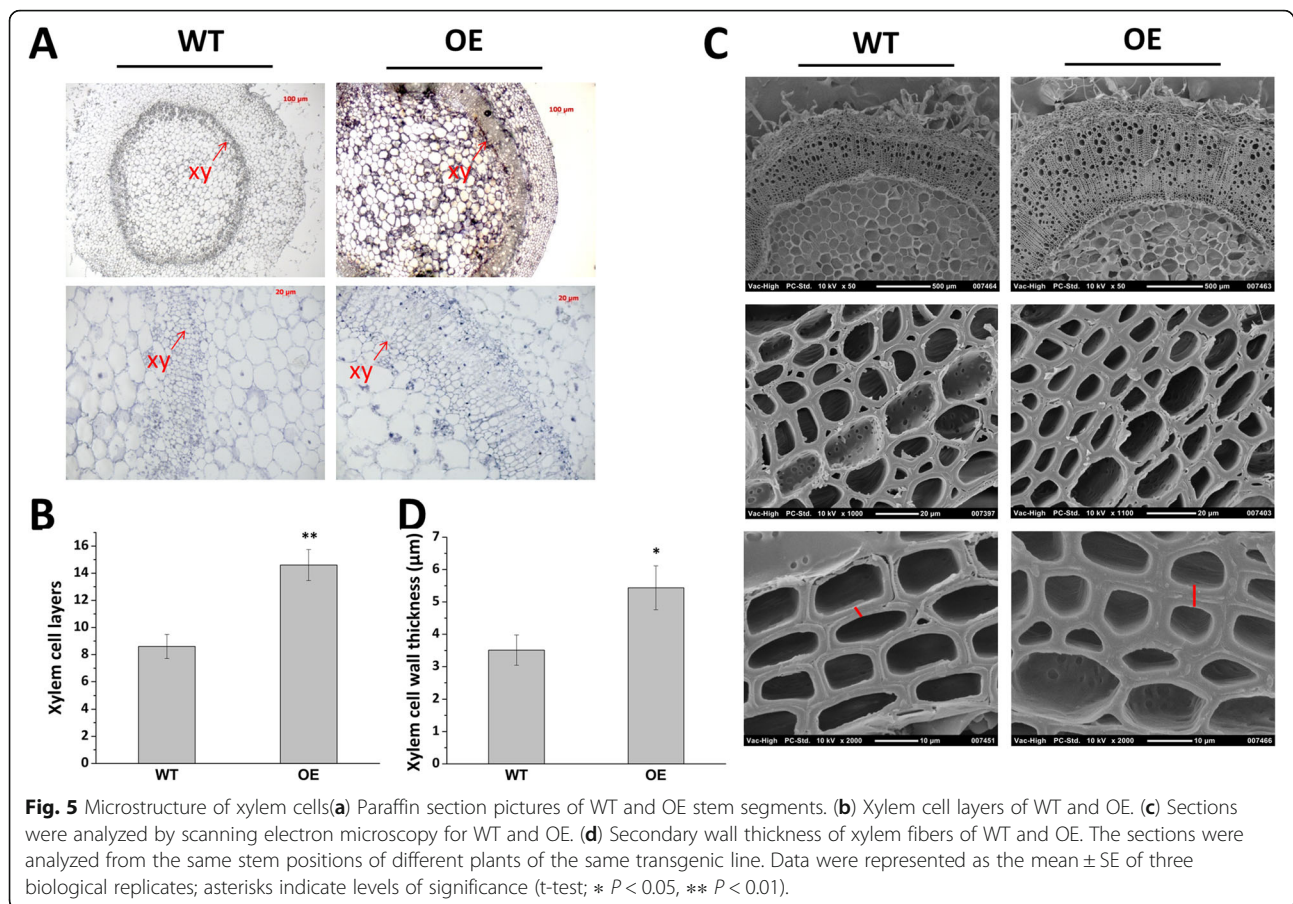 A
WT
OE
100 µm
xy
100 µm
xy
20 µm
xy
20 µm
xy
B
Xylem cell layers
16
14
12
10
8
6
4
2
0
**
WT
OE
D
Xylem cell wall thickness (µm)
7
6
5
4
3
2
1
0
*
WT
OE
C
WT
OE
Vac-High PC-Std. 10 kV x 50 500 µm 007464
Vac-High PC-Std. 10 kV x 50 500 µm 007463
Vac-High PC-Std. 10 kV x 1000 20 µm 007397
Vac-High PC-Std. 10 kV x 1100 20 µm 007403
Vac-High PC-Std. 10 kV x 2000 10 µm 007451
Vac-High PC-Std. 10 kV x 2000 10 µm 007466
Fig. 5 Microstructure of xylem cells(a) Paraffin section pictures of WT and OE stem segments. (b) Xylem cell layers of WT and OE. (c) Sections
were analyzed by scanning electron microscopy for WT and OE. (d) Secondary wall thickness of xylem fibers of WT and OE. The sections were
analyzed from the same stem positions of different plants of the same transgenic line. Data were represented as the mean ± SE of three
biological replicates; asterisks indicate levels of significance (t-test; ∗ P < 0.05, ∗∗ P < 0.01).